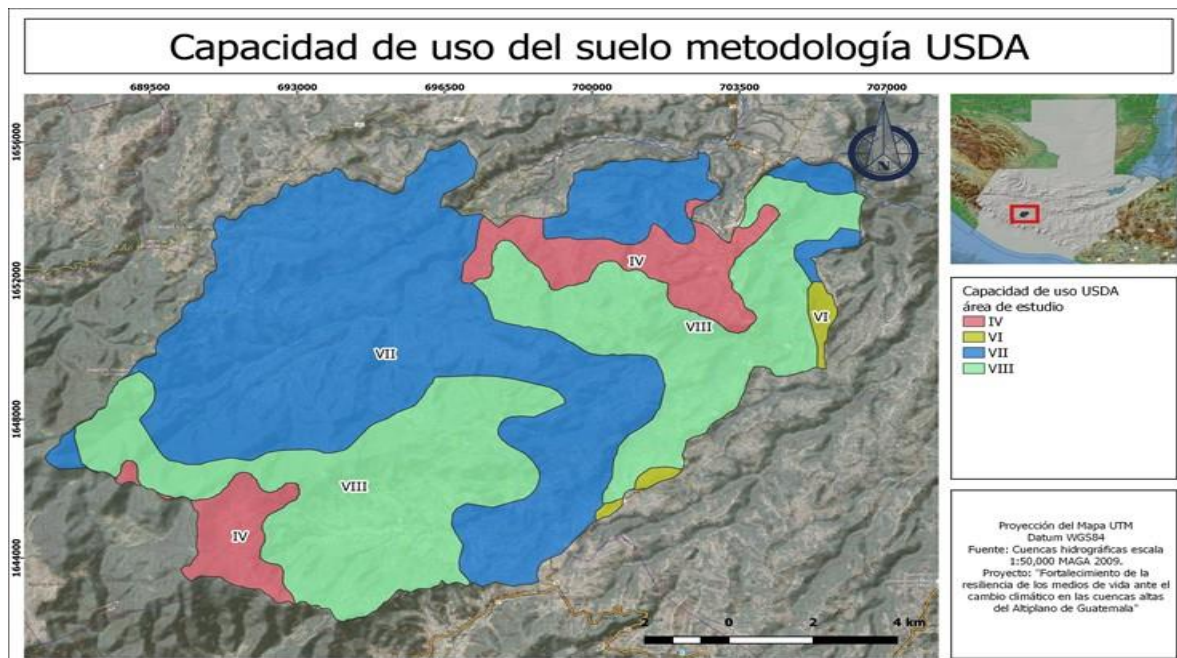 Capacidad de uso del suelo metodología USDA
689500 693000 696500 700000 703500 707000
1656000
1652000
1648000
1644000
N
IV
VI
VIII
VII
VIII
IV
2 0 2 4 km
Capacidad de uso USDA
área de estudio
IV
VI
VII
VIII
Proyección del Mapa UTM
Datum WGS84
Fuente: Cuencas hidrográficas escala
1:50,000 MAGA 2009.
Proyecto: "Fortalecimiento de la
resiliencia de los medios de vida ante el
cambio climático en las cuencas altas
del Altiplano de Guatemala"